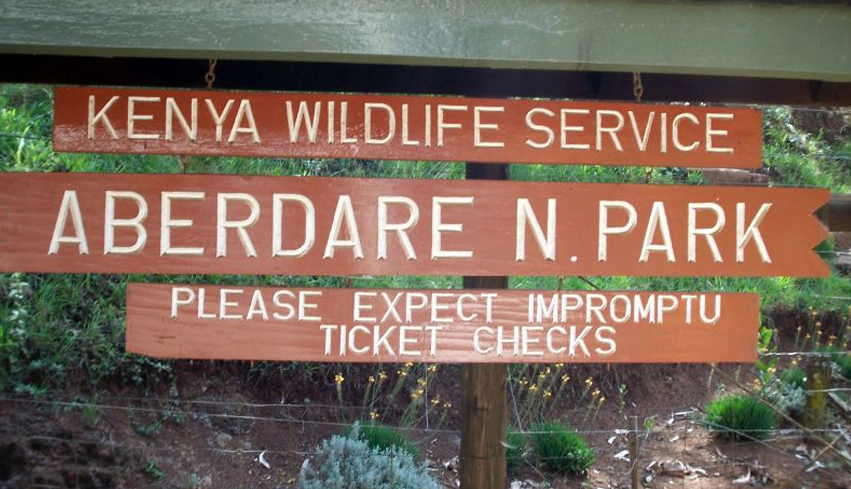 KENYA WILDLIFE SERVICE
ABERDARE N. PARK
PLEASE EXPECT IMPROMPTU
TICKET CHECKS